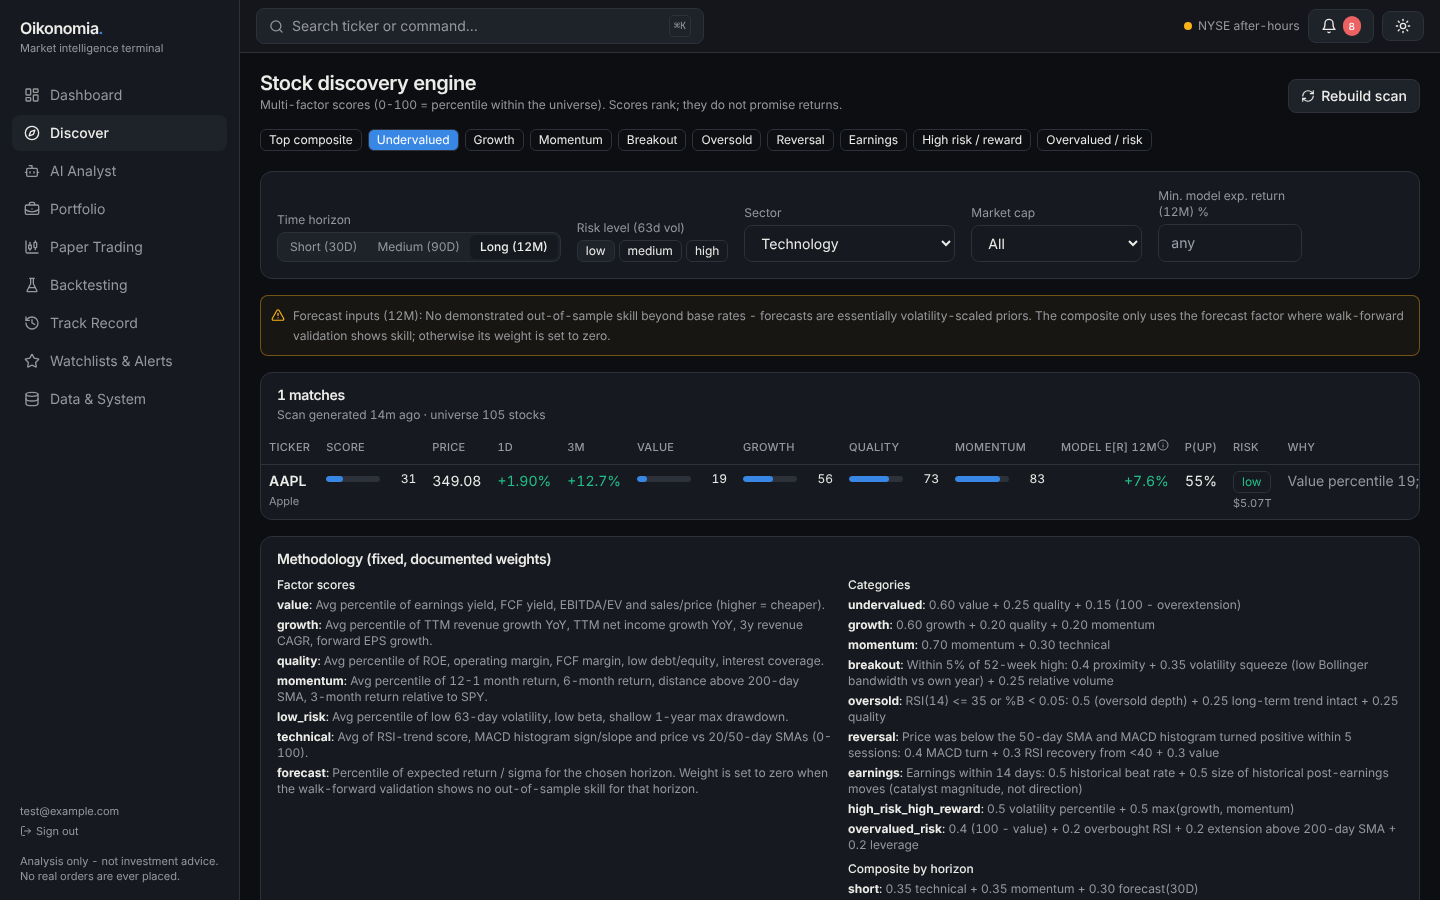 Oikonomia.
Market intelligence terminal
Dashboard
Discover
AI Analyst
Portfolio
Paper Trading
Backtesting
Track Record
Watchlists & Alerts
Data & System
test@example.com
Sign out
Analysis only - not investment advice.
No real orders are ever placed.
Search ticker or command...
⌘K
NYSE after-hours
8
Stock discovery engine
Multi-factor scores (0-100 = percentile within the universe). Scores rank; they do not promise returns.
Rebuild scan
Top composite
Undervalued
Growth
Momentum
Breakout
Oversold
Reversal
Earnings
High risk / reward
Overvalued / risk
Time horizon
Short (30D)
Medium (90D)
Long (12M)
Risk level (63d vol)
low
medium
high
Sector
Technology
Market cap
All
Min. model exp. return
(12M) %
any
Forecast inputs (12M): No demonstrated out-of-sample skill beyond base rates - forecasts are essentially volatility-scaled priors. The composite only uses the forecast factor where walk-forward
validation shows skill; otherwise its weight is set to zero.
1 matches
Scan generated 14m ago · universe 105 stocks
TICKER SCORE PRICE 1D 3M VALUE GROWTH QUALITY MOMENTUM MODEL E[R] 12M P(UP) RISK WHY
AAPL 31 349.08 +1.90% +12.7% 19 56 73 83 +7.6% 55% low Value percentile 19;
Apple $5.07T
Methodology (fixed, documented weights)
Factor scores
value: Avg percentile of earnings yield, FCF yield, EBITDA/EV and sales/price (higher = cheaper).
growth: Avg percentile of TTM revenue growth YoY, TTM net income growth YoY, 3y revenue
CAGR, forward EPS growth.
quality: Avg percentile of ROE, operating margin, FCF margin, low debt/equity, interest coverage.
momentum: Avg percentile of 12-1 month return, 6-month return, distance above 200-day
SMA, 3-month return relative to SPY.
low_risk: Avg percentile of low 63-day volatility, low beta, shallow 1-year max drawdown.
technical: Avg of RSI-trend score, MACD histogram sign/slope and price vs 20/50-day SMAs (0-
100).
forecast: Percentile of expected return / sigma for the chosen horizon. Weight is set to zero when
the walk-forward validation shows no out-of-sample skill for that horizon.
Categories
undervalued: 0.60 value + 0.25 quality + 0.15 (100 - overextension)
growth: 0.60 growth + 0.20 quality + 0.20 momentum
momentum: 0.70 momentum + 0.30 technical
breakout: Within 5% of 52-week high: 0.4 proximity + 0.35 volatility squeeze (low Bollinger
bandwidth vs own year) + 0.25 relative volume
oversold: RSI(14) <= 35 or %B < 0.05: 0.5 (oversold depth) + 0.25 long-term trend intact + 0.25
quality
reversal: Price was below the 50-day SMA and MACD histogram turned positive within 5
sessions: 0.4 MACD turn + 0.3 RSI recovery from <40 + 0.3 value
earnings: Earnings within 14 days: 0.5 historical beat rate + 0.5 size of historical post-earnings
moves (catalyst magnitude, not direction)
high_risk_high_reward: 0.5 volatility percentile + 0.5 max(growth, momentum)
overvalued_risk: 0.4 (100 - value) + 0.2 overbought RSI + 0.2 extension above 200-day SMA +
0.2 leverage
Composite by horizon
short: 0.35 technical + 0.35 momentum + 0.30 forecast(30D)